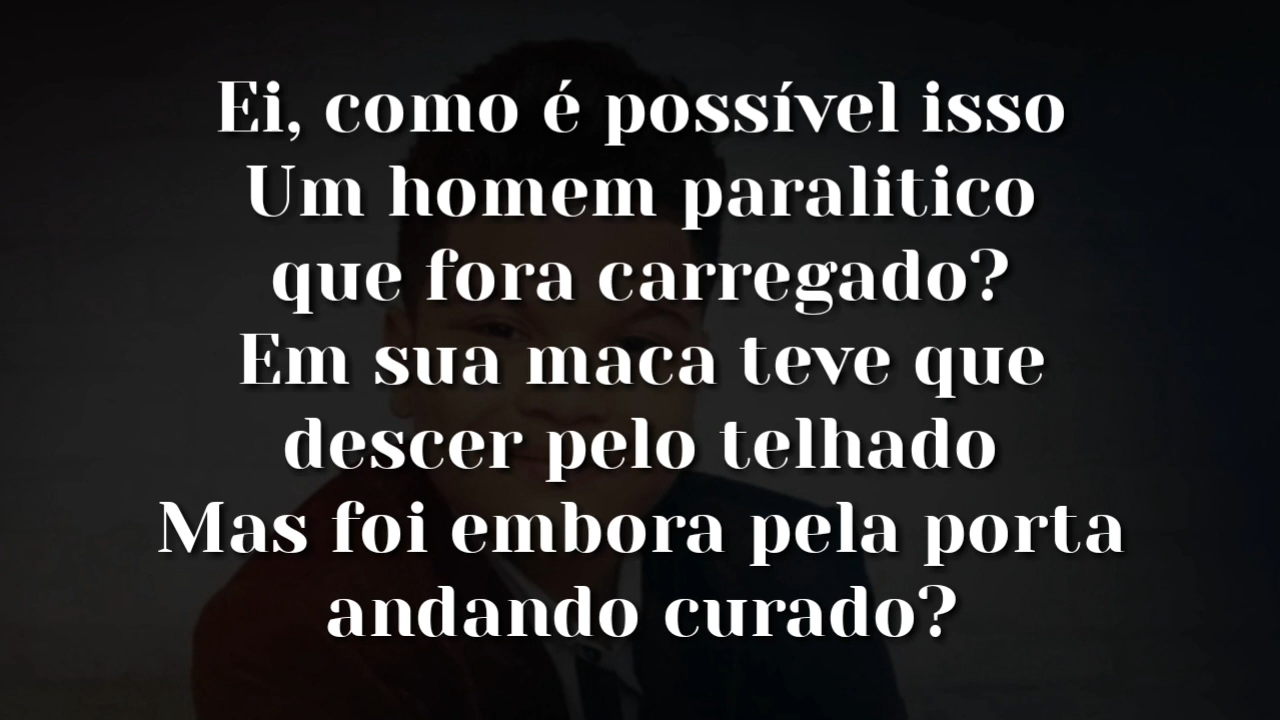 Ei, como é possível isso
Um homem paralitico
que fora carregado?
Em sua maca teve que
descer pelo telhado
Mas foi embora pela porta
andando curado?